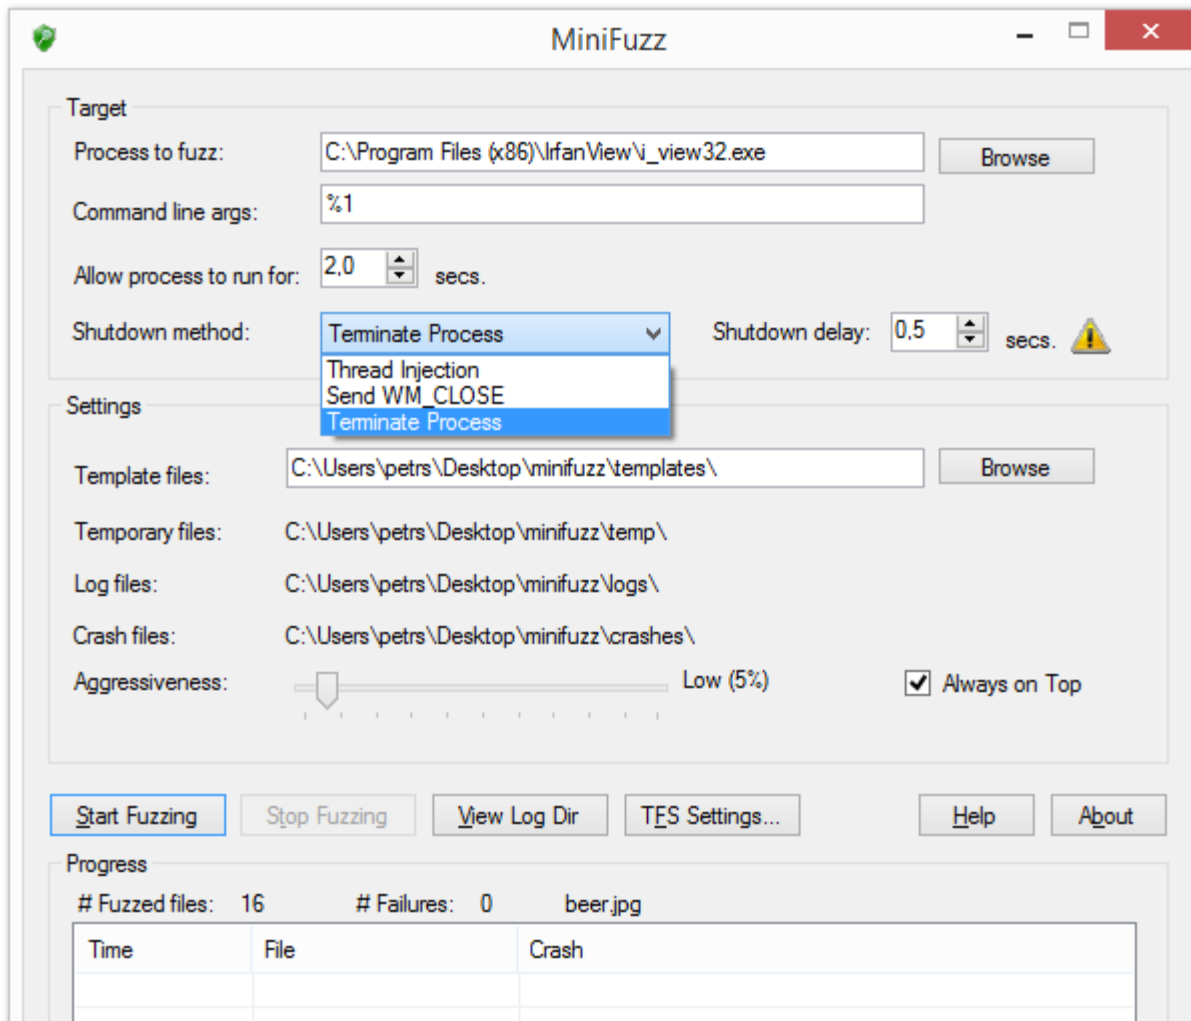 MiniFuzz
Target
Process to fuzz: C:\Program Files (x86)\IrfanView\i_view32.exe Browse
Command line args: %1
Allow process to run for: 2,0 secs.
Shutdown method: Terminate Process Shutdown delay: 0,5 secs.
Thread Injection
Send WM_CLOSE
Terminate Process
Settings
Template files: C:\Users\petrs\Desktop\minifuzz\templates\ Browse
Temporary files: C:\Users\petrs\Desktop\minifuzz\temp\
Log files: C:\Users\petrs\Desktop\minifuzz\logs\
Crash files: C:\Users\petrs\Desktop\minifuzz\crashes\
Aggressiveness: Low (5%) Always on Top
Start Fuzzing Stop Fuzzing View Log Dir TFS Settings... Help About
Progress
# Fuzzed files: 16 # Failures: 0 beer.jpg
Time File Crash